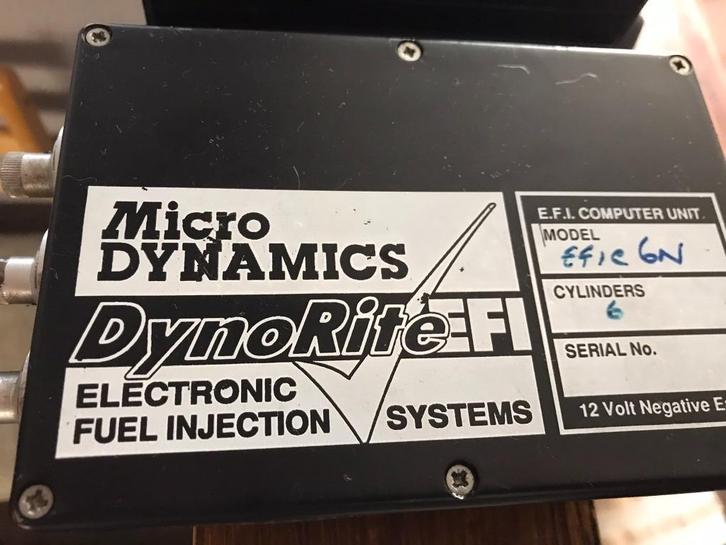 Micro
DYNAMICS
DynoRite EFI
ELECTRONIC
FUEL INJECTION SYSTEMS
E.F.I. COMPUTER UNIT
MODEL
EFIC 6N
CYLINDERS
6
SERIAL No.
12 Volt Negative